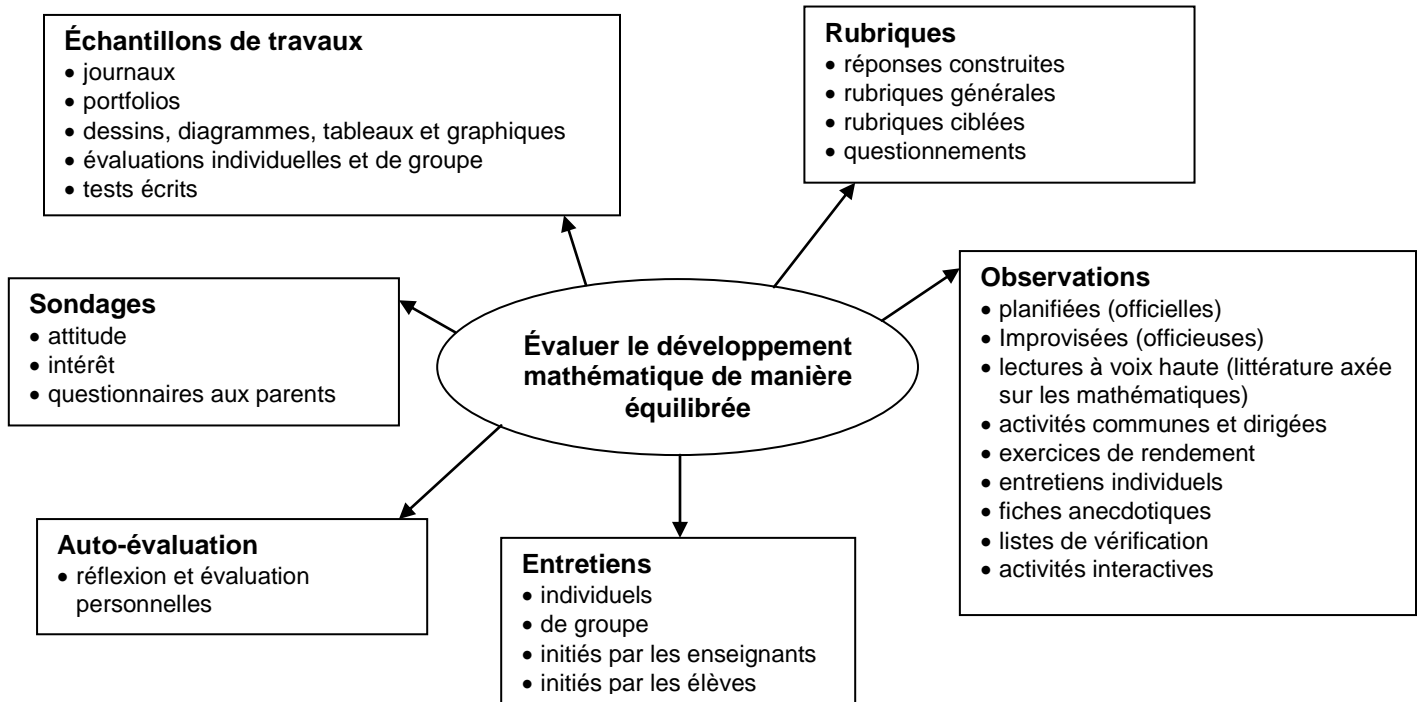 Échantillons de travaux
• journaux
• portfolios
• dessins, diagrammes, tableaux et graphiques
• évaluations individuelles et de groupe
• tests écrits
Rubriques
• réponses construites
• rubriques générales
• rubriques ciblées
• questionnements
Sondages
• attitude
• intérêt
• questionnaires aux parents
Évaluer le développement
mathématique de manière
équilibrée
Observations
• planifiées (officielles)
• Improvisées (officieuses)
• lectures à voix haute (littérature axée
sur les mathématiques)
• activités communes et dirigées
• exercices de rendement
• entretiens individuels
• fiches anecdotiques
• listes de vérification
• activités interactives
Auto-évaluation
• réflexion et évaluation
personnelles
Entretiens
• individuels
• de groupe
• initiés par les enseignants
• initiés par les élèves